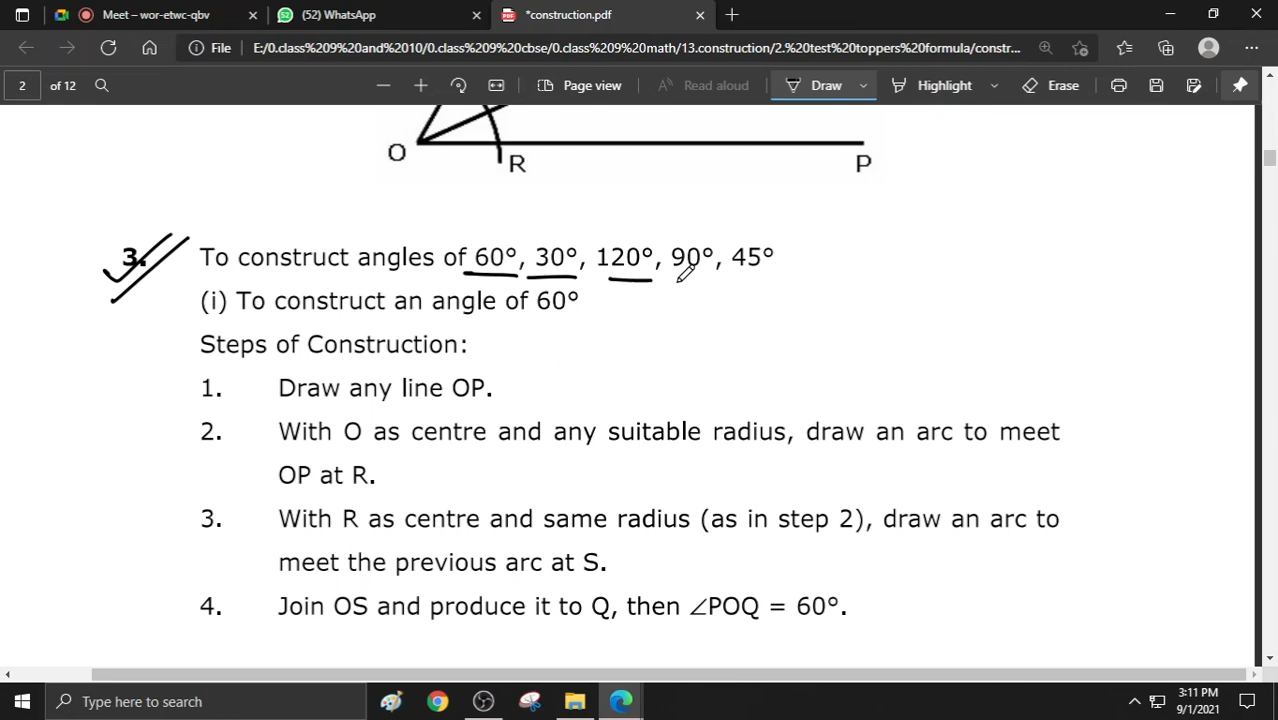 Meet – wor-etwc-qbv
(52) WhatsApp
*construction.pdf
File
E:/0.class%209%20and%2010/0.class%209%20cbse/0.class%209%20math/13.construction/2.%20test%20toppers%20formula/constr...
2 of 12
Page view
Read aloud
Draw
Highlight
Erase
O
R
P
3. To construct angles of 60°, 30°, 120°, 90°, 45°
(i) To construct an angle of 60°
Steps of Construction:
1. Draw any line OP.
2. With O as centre and any suitable radius, draw an arc to meet
OP at R.
3. With R as centre and same radius (as in step 2), draw an arc to
meet the previous arc at S.
4. Join OS and produce it to Q, then ∠POQ = 60°.
Type here to search
3:11 PM
9/1/2021